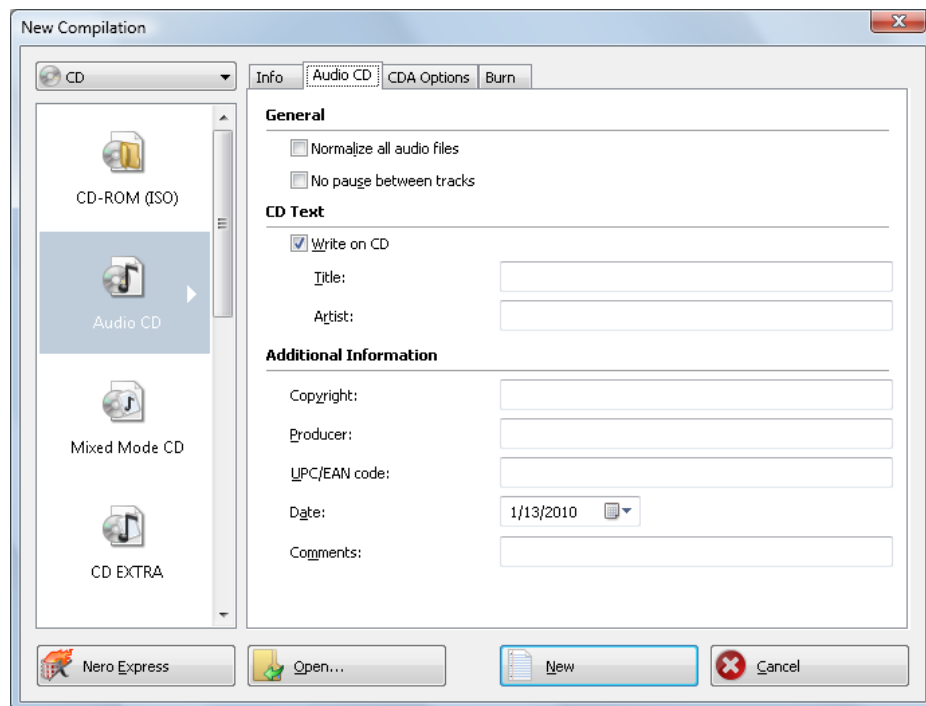 New Compilation
CD
CD-ROM (ISO)
Audio CD
Mixed Mode CD
CD EXTRA
Info Audio CD CDA Options Burn
General
Normalize all audio files
No pause between tracks
CD Text
Write on CD
Title:
Artist:
Additional Information
Copyright:
Producer:
UPC/EAN code:
Date: 1/13/2010
Comments:
Nero Express Open... New Cancel